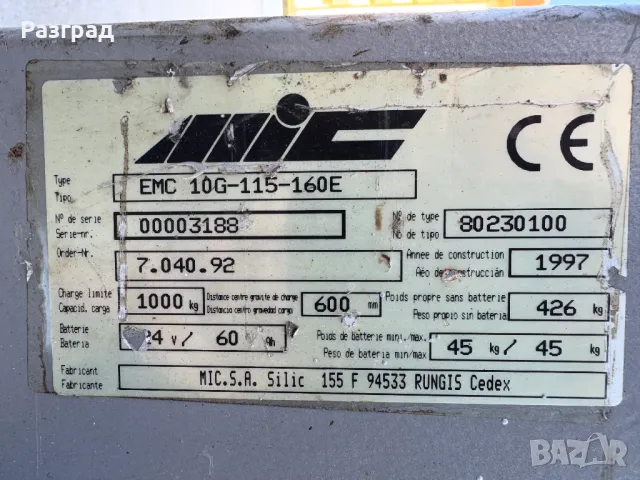 Разград
MIC
CE
Type
Tipo
EMC 10G-115-160E
Nº de serie
Serie-nr.
00003188
Nº de type
Nº de tipo
80230100
Order-Nr.
7.040.92
Annee de construction
Año de construcción
1997
Charge limite
Capacid. carga
1000 kg
Distance centre gravite de charge
Distancia centro gravedad carga
600 mm
Poids propre sans batterie
Peso propio sin bateria
426 kg
Batterie
Bateria
24 V/ 60 Ah
Poids de batterie mini./max.
Peso de bateria min/max
45 kg / 45 kg
Fabricant
Fabricante
MIC.S.A. Silic 155 F 94533 RUNGIS Cedex
BAZAR